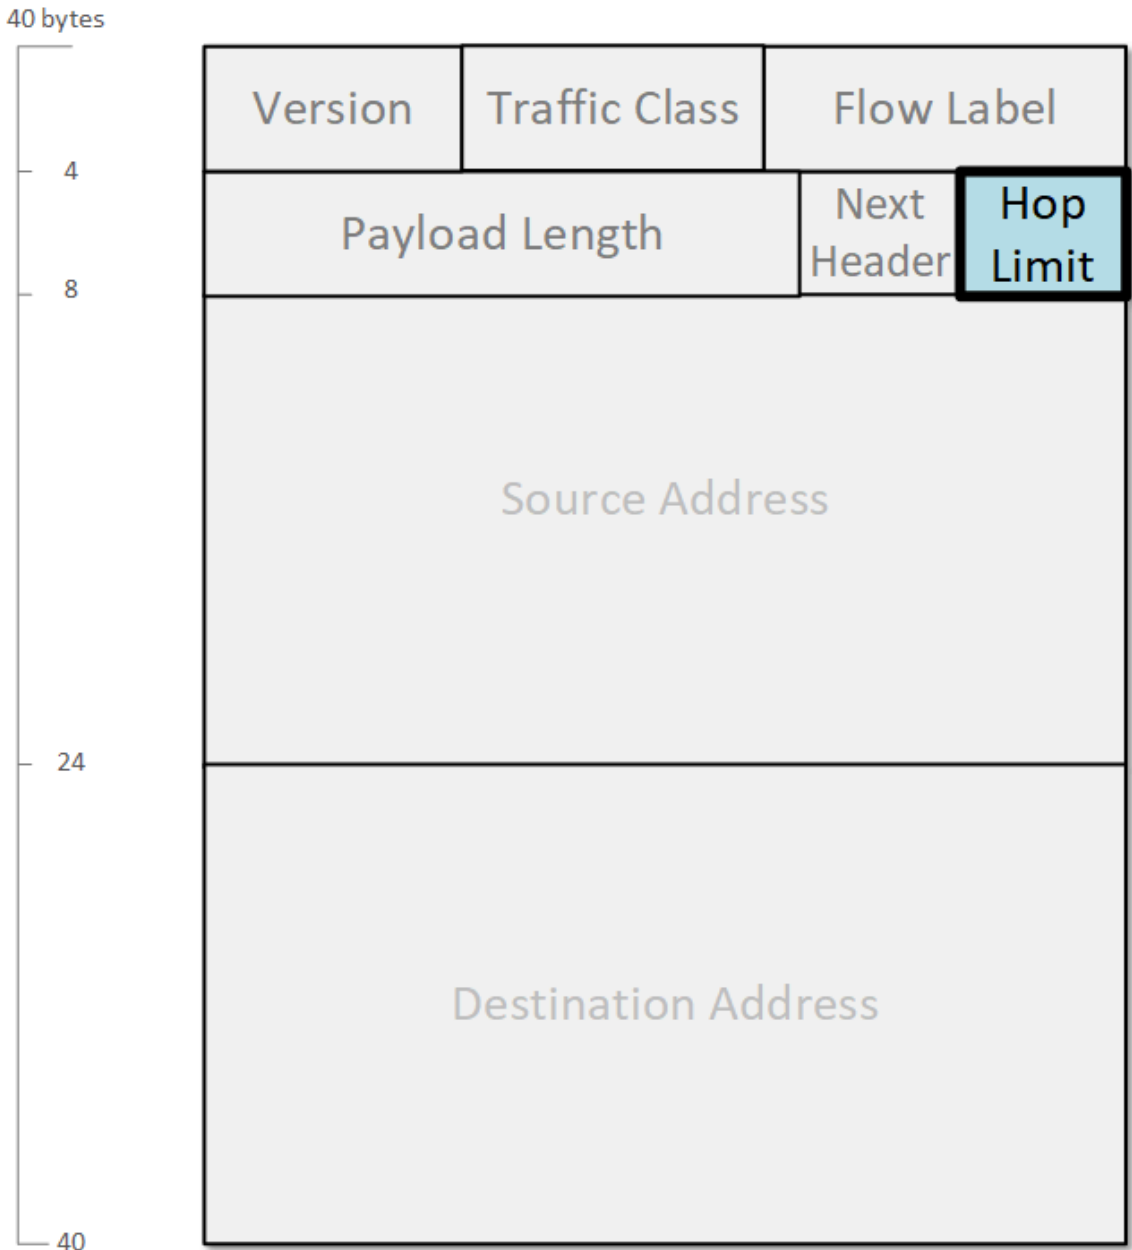 40 bytes
Version Traffic Class Flow Label
4
Payload Length
Next
Header
Hop
Limit
8
Source Address
24
Destination Address
40